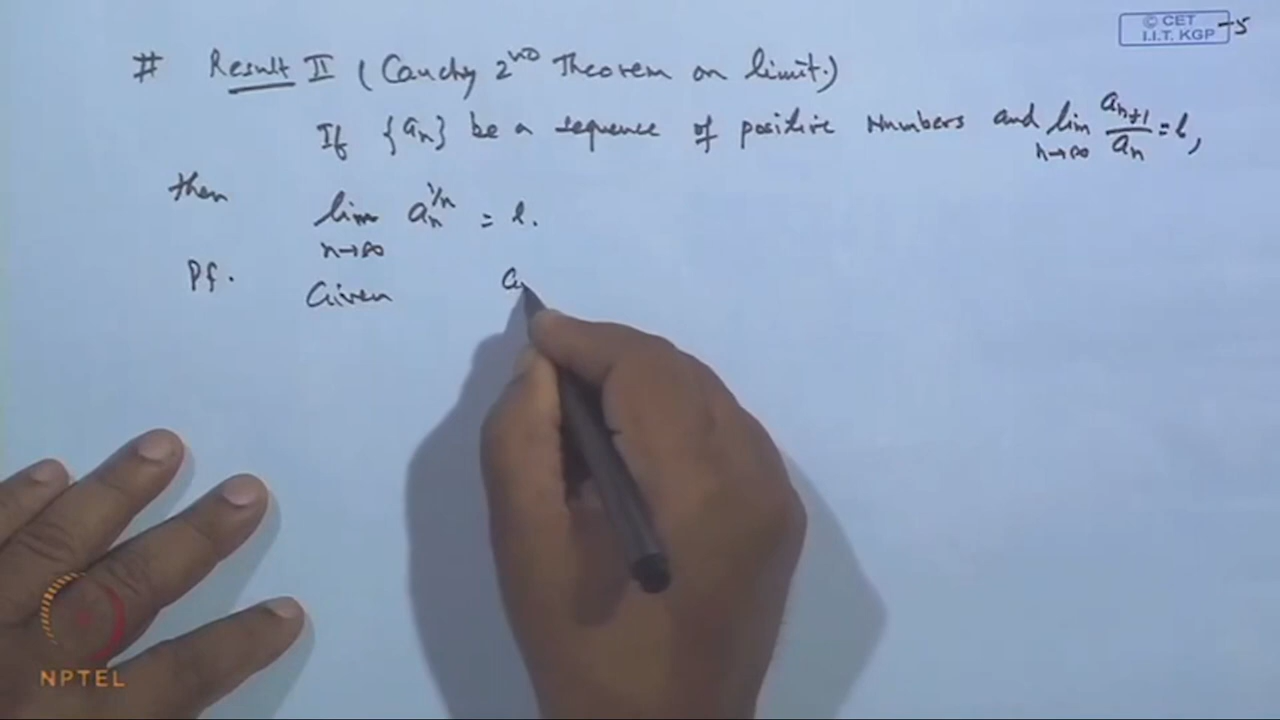 © CET
I.I.T. KGP -5
# Result II (Cauchy 2nd Theorem on limit.)
If {an} be a sequence of positive Numbers and lim n→∞ an+1/an = l,
then lim n→∞ an^1/n = l.
Pf. Given a
NPTEL